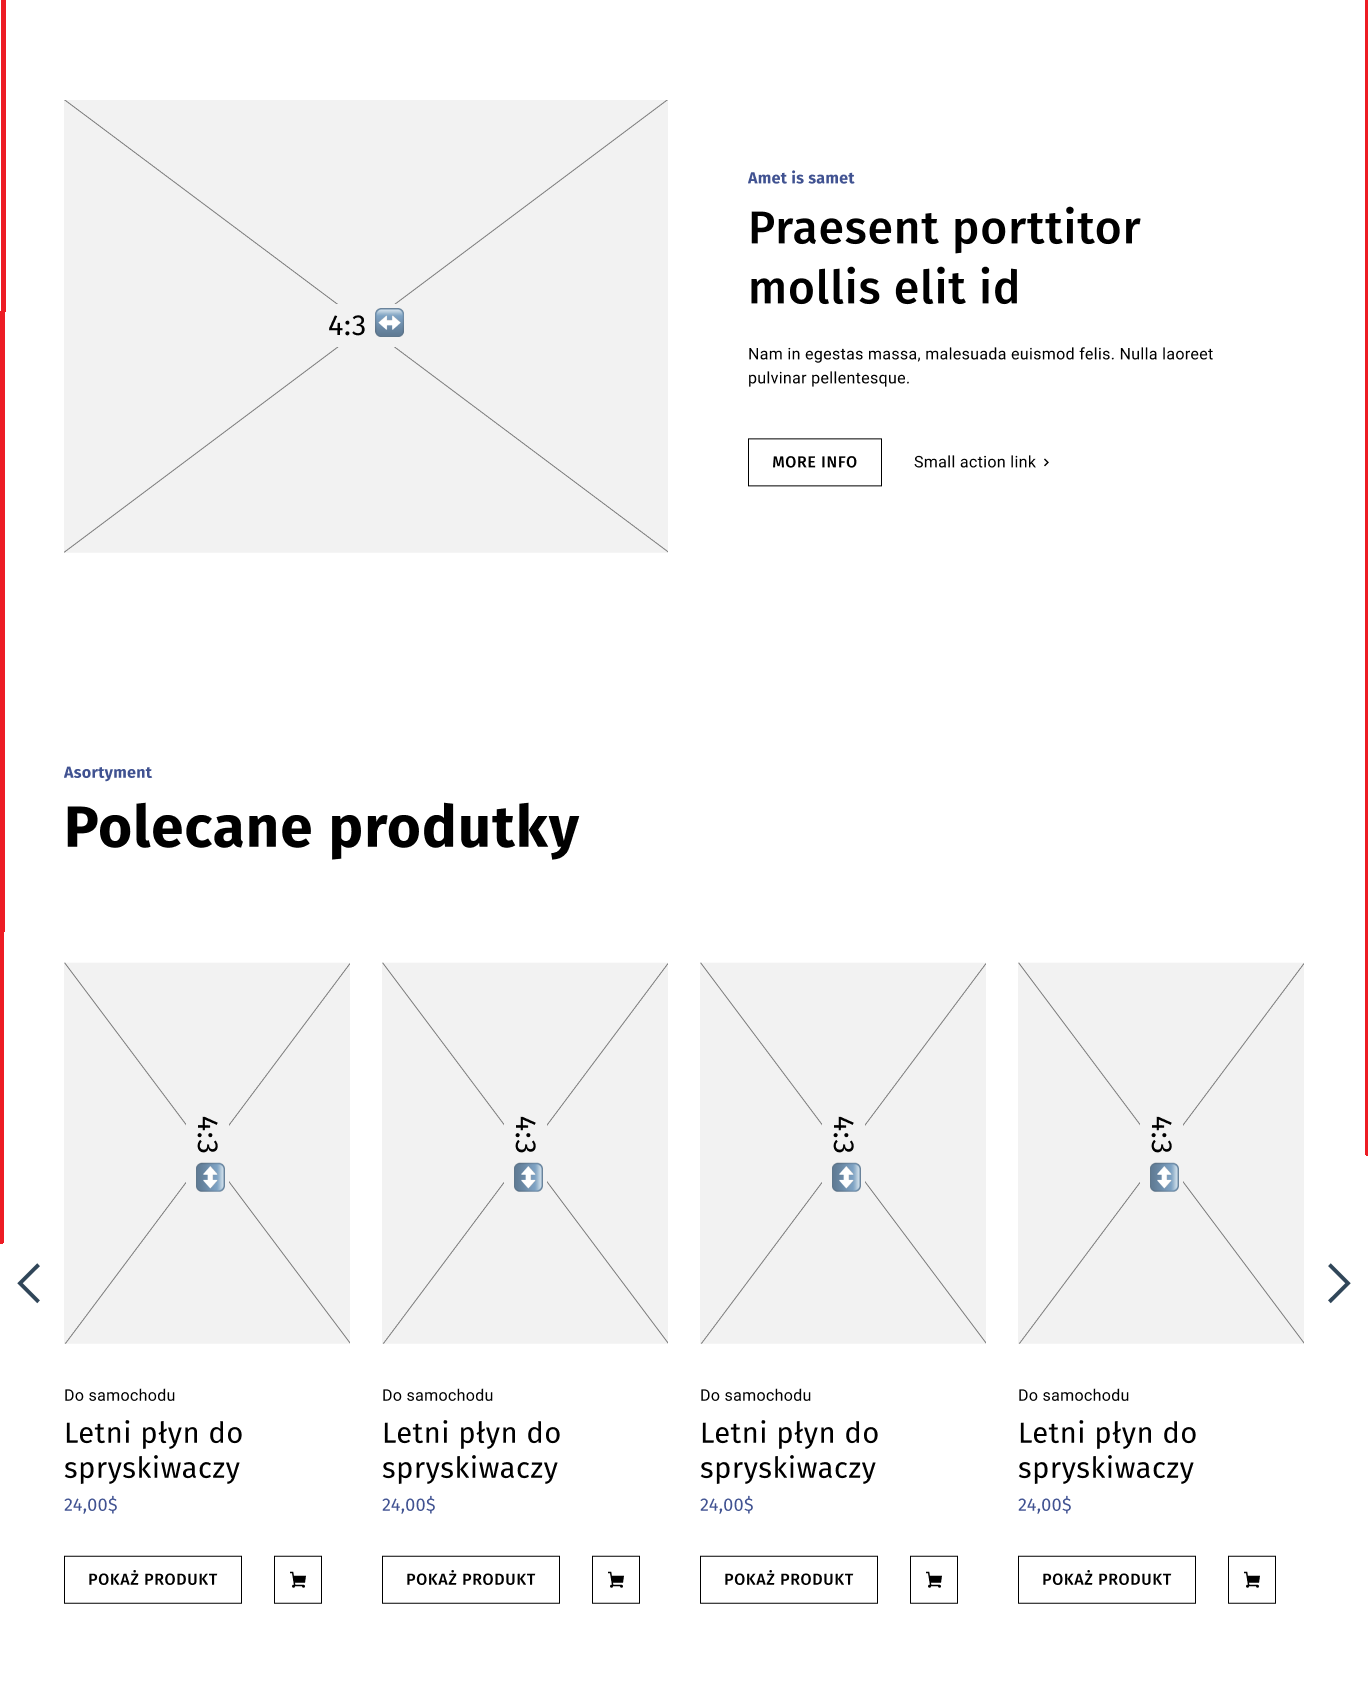 4:3
Amet is samet
Praesent porttitor
mollis elit id
Nam in egestas massa, malesuada euismod felis. Nulla laoreet
pulvinar pellentesque.
MORE INFO
Small action link
Asortyment
Polecane produtky
4:3
4:3
4:3
4:3
Do samochodu
Letni płyn do
spryskiwaczy
24,00$
POKAŻ PRODUKT
Do samochodu
Letni płyn do
spryskiwaczy
24,00$
POKAŻ PRODUKT
Do samochodu
Letni płyn do
spryskiwaczy
24,00$
POKAŻ PRODUKT
Do samochodu
Letni płyn do
spryskiwaczy
24,00$
POKAŻ PRODUKT